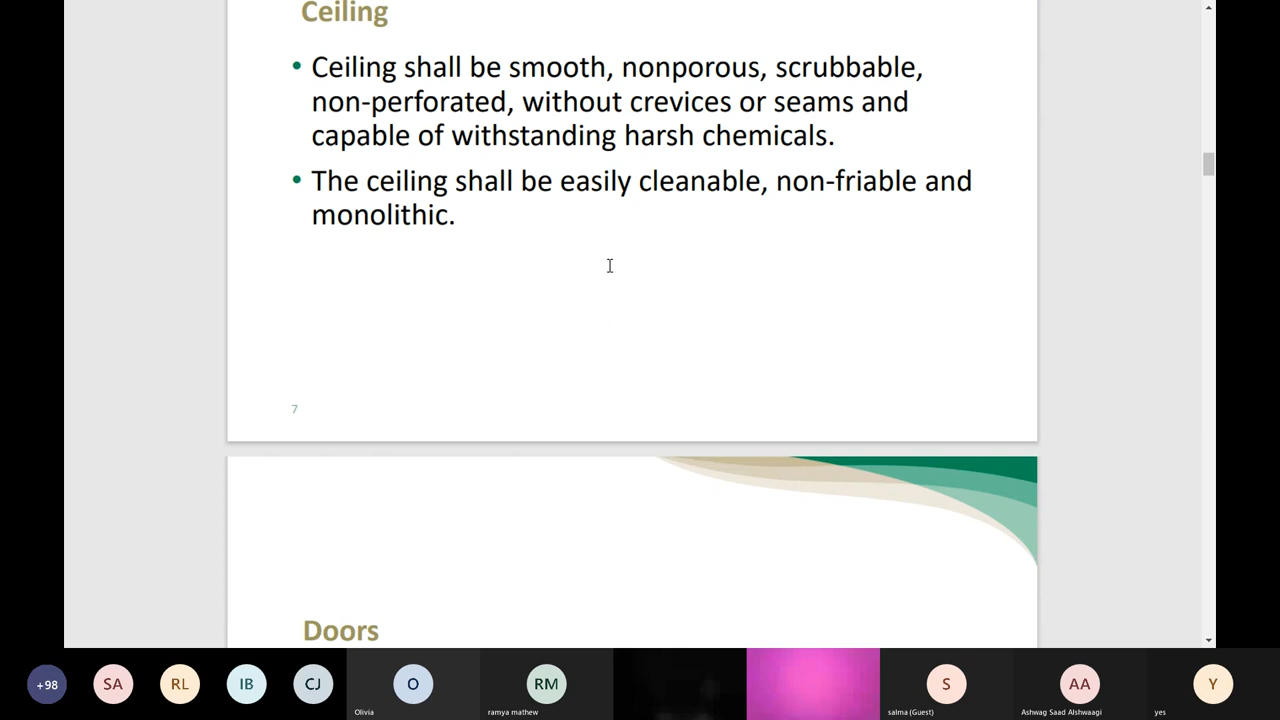 Ceiling
• Ceiling shall be smooth, nonporous, scrubbable,
non-perforated, without crevices or seams and
capable of withstanding harsh chemicals.
• The ceiling shall be easily cleanable, non-friable and
monolithic.
7
Doors
+98
SA
RL
IB
CJ
O
RM
S
AA
Y
Olivia
ramya mathew
salma (Guest)
Ashwag Saad Alshwaagi
yes